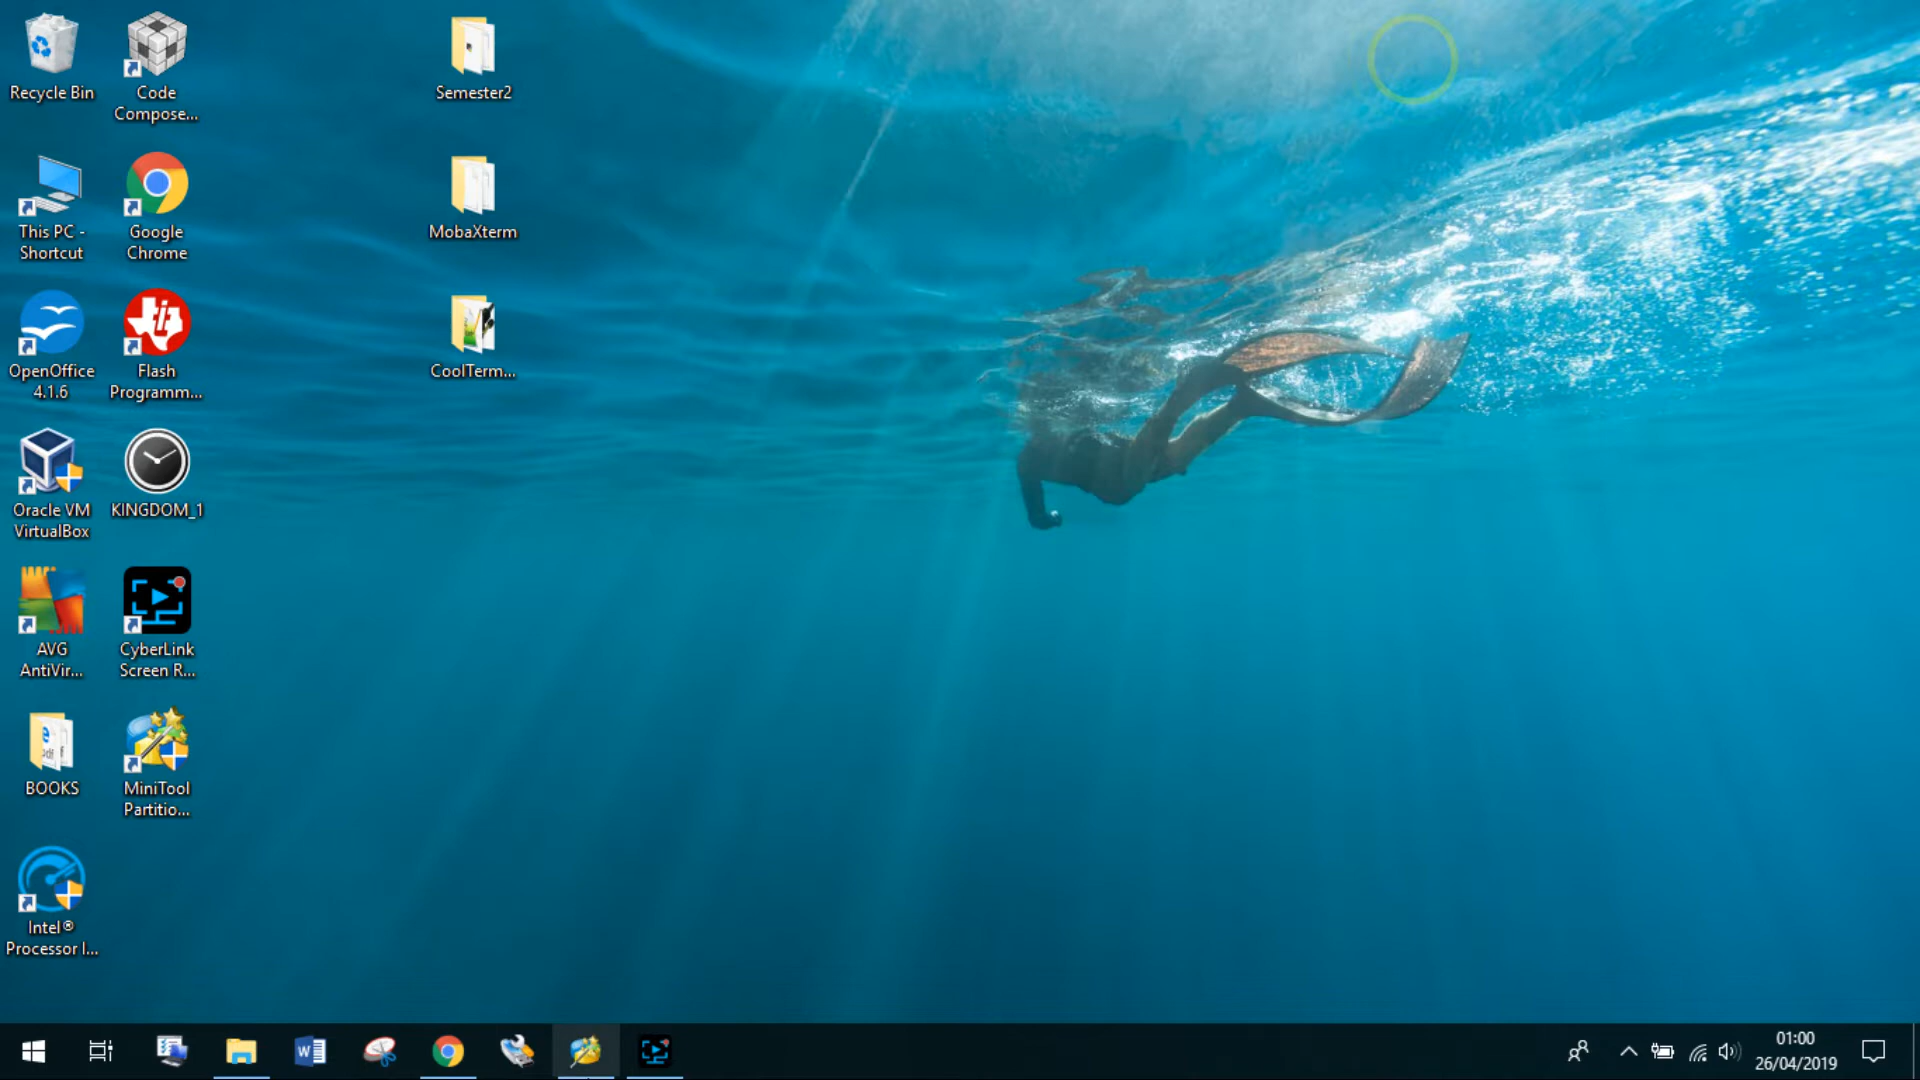 Recycle Bin
Code
Compose...
Semester2
This PC -
Shortcut
Google
Chrome
MobaXterm
OpenOffice
4.1.6
Flash
Programm...
CoolTerm...
Oracle VM
VirtualBox
KINGDOM_1
AVG
AntiVir...
CyberLink
Screen R...
BOOKS
MiniTool
Partitio...
Intel®
Processor I...
01:00
26/04/2019